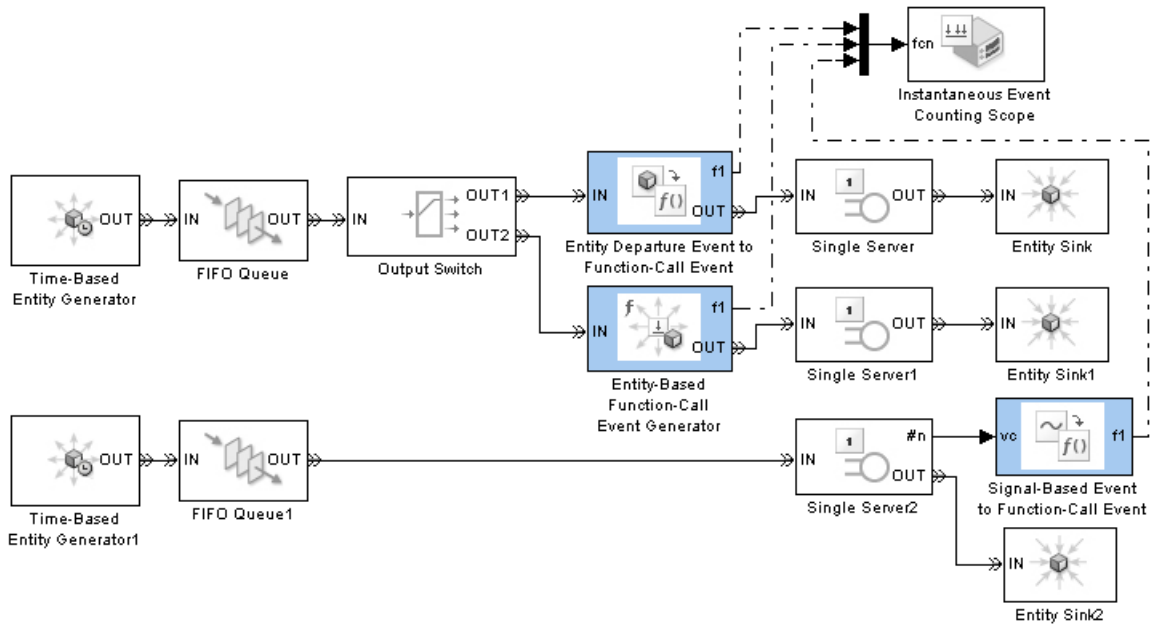 fcn
Instantaneous Event
Counting Scope
OUT
Time-Based
Entity Generator
IN
OUT
FIFO Queue
IN
OUT1
OUT2
Output Switch
IN
f1
OUT
Entity Departure Event to
Function-Call Event
IN
1
OUT
Single Server
IN
Entity Sink
IN
f
f1
OUT
Entity-Based
Function-Call
Event Generator
IN
1
OUT
Single Server1
IN
Entity Sink1
f()
OUT
Time-Based
Entity Generator1
IN
OUT
FIFO Queue1
IN
1
#n
OUT
Single Server2
vc
f()
f1
Signal-Based Event
to Function-Call Event
IN
Entity Sink2